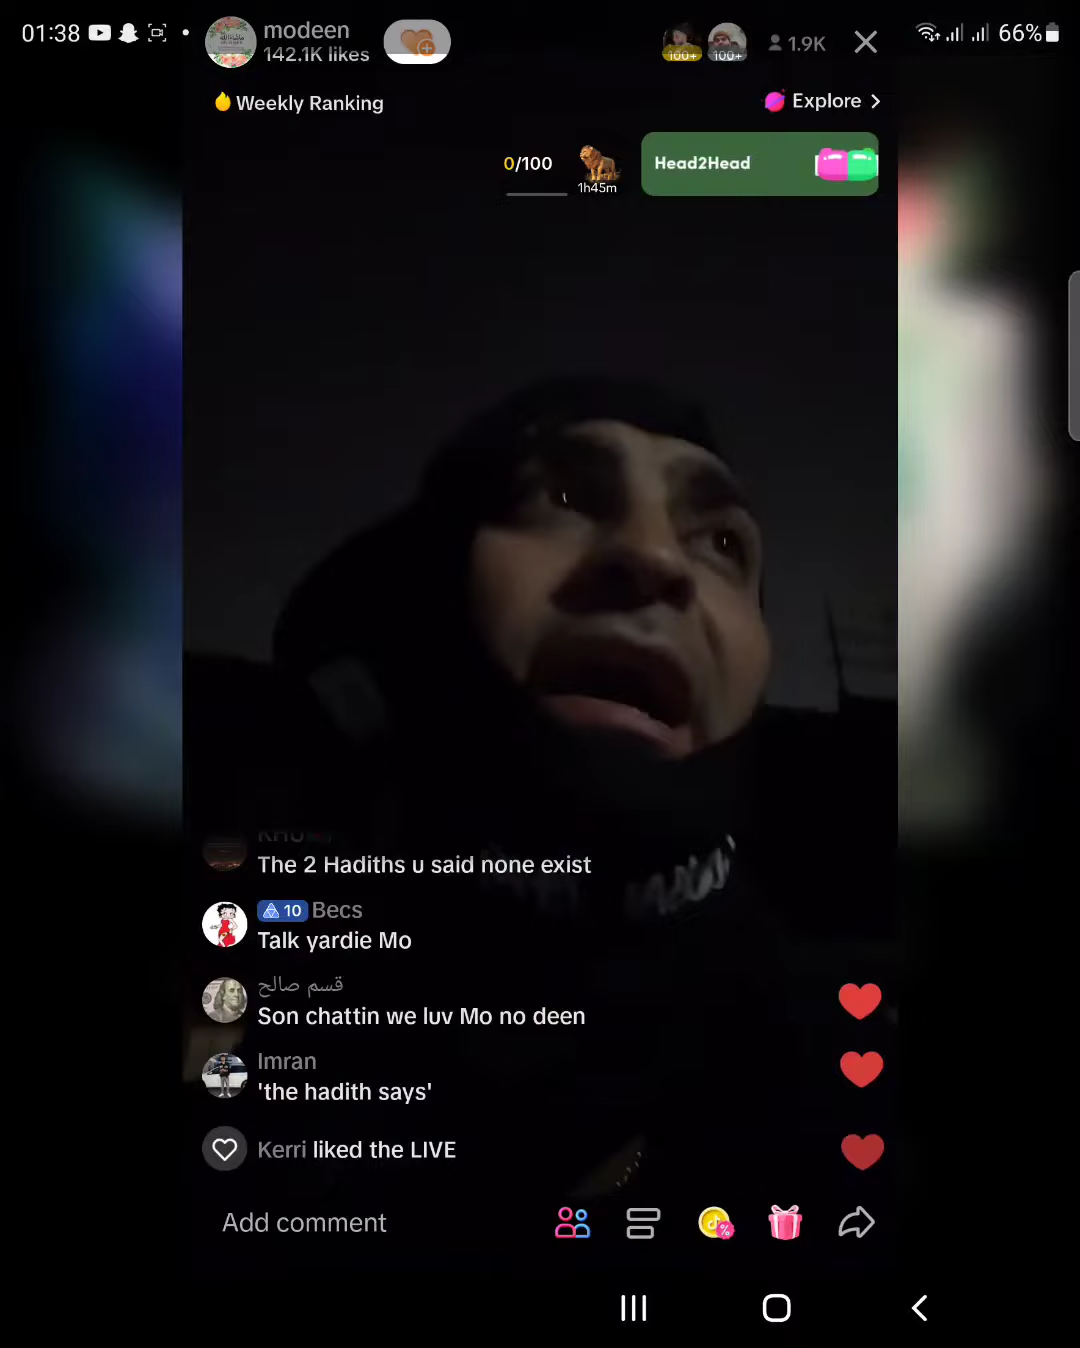 01:38
66%
modeen
142.1K likes
100+
100+
1.9K
Weekly Ranking
Explore
0/100
1h45m
Head2Head
The 2 Hadiths u said none exist
10 Becs
Talk yardie Mo
قسم صالح
Son chattin we luv Mo no deen
Imran
'the hadith says'
Kerri liked the LIVE
Add comment